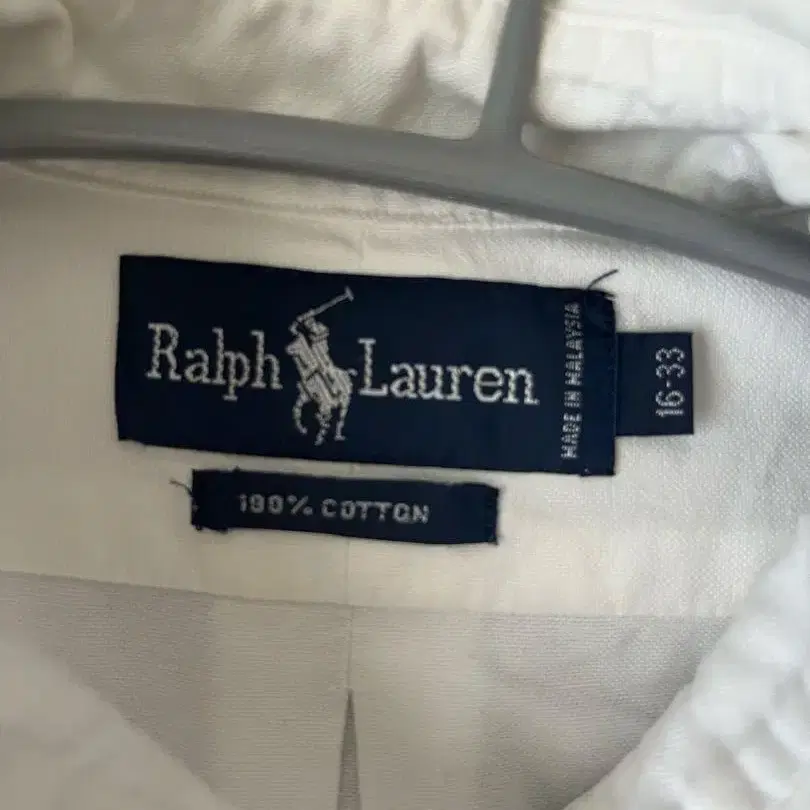 Ralph Lauren
MADE IN MALAYSIA
16-33
100% COTTON